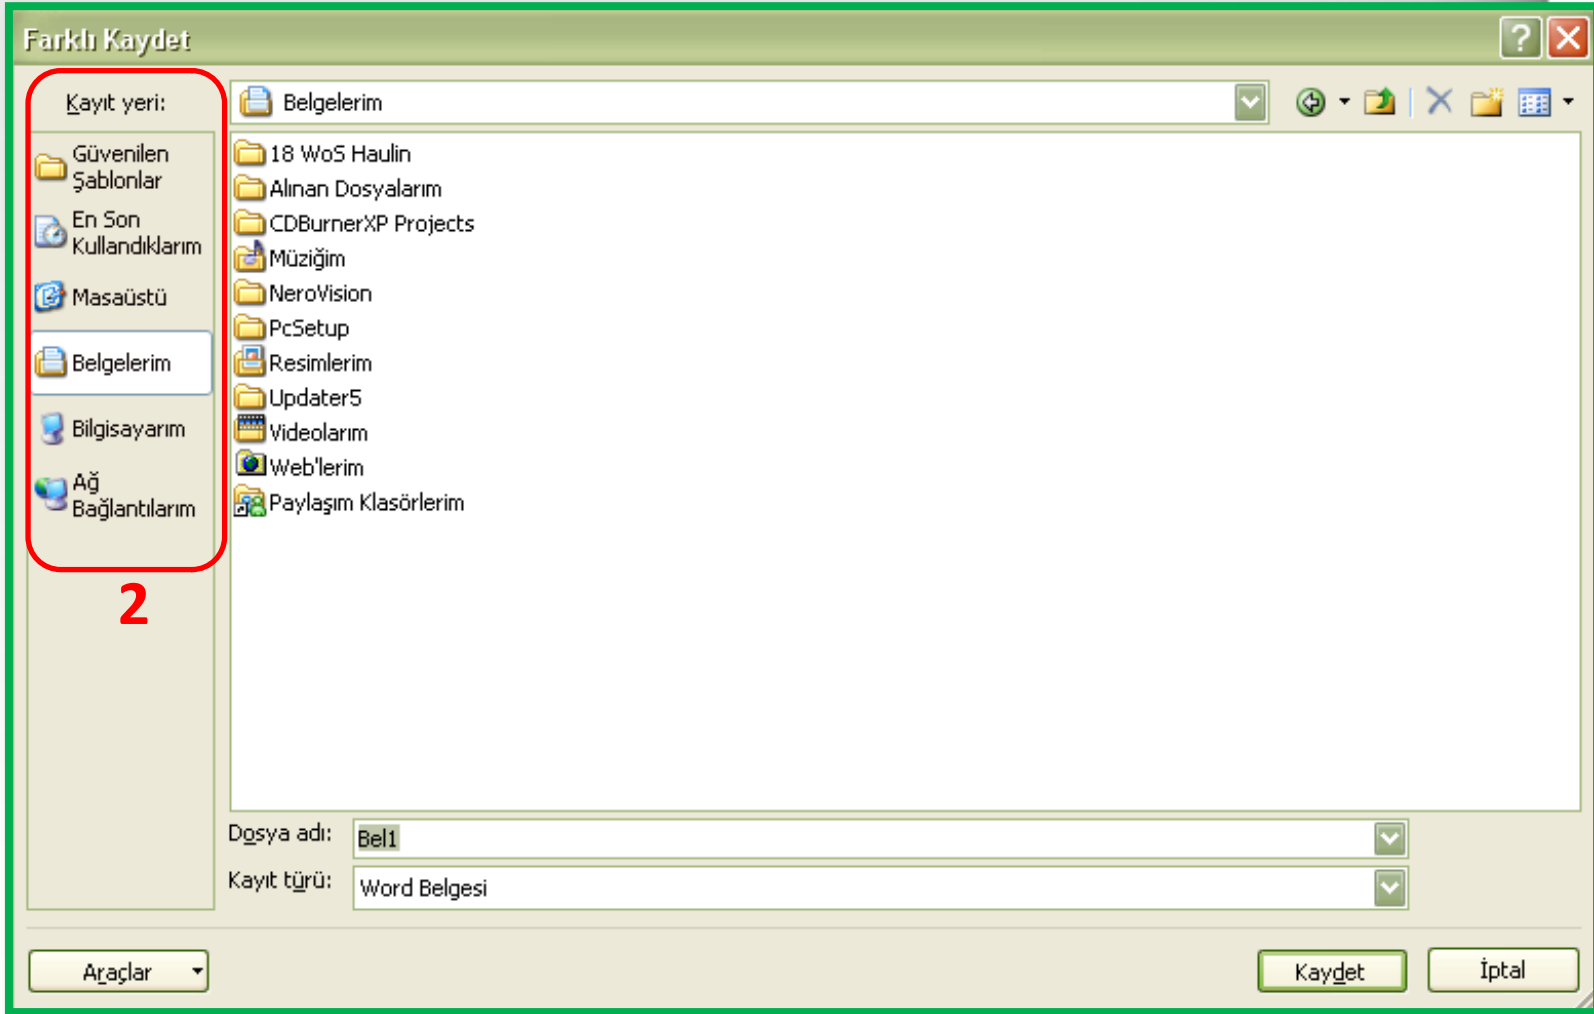 Farklı Kaydet
Kayıt yeri:
Belgelerim
Güvenilen
Şablonlar
En Son
Kullandıklarım
Masaüstü
Belgelerim
Bilgisayarım
Ağ
Bağlantılarım
2
18 WoS Haulin
Alınan Dosyalarım
CDBurnerXP Projects
Müziğim
NeroVision
PcSetup
Resimlerim
Updater5
Videolarım
Web'lerim
Paylaşım Klasörlerim
Dosya adı:
Bel1
Kayıt türü:
Word Belgesi
Araçlar
Kaydet
İptal